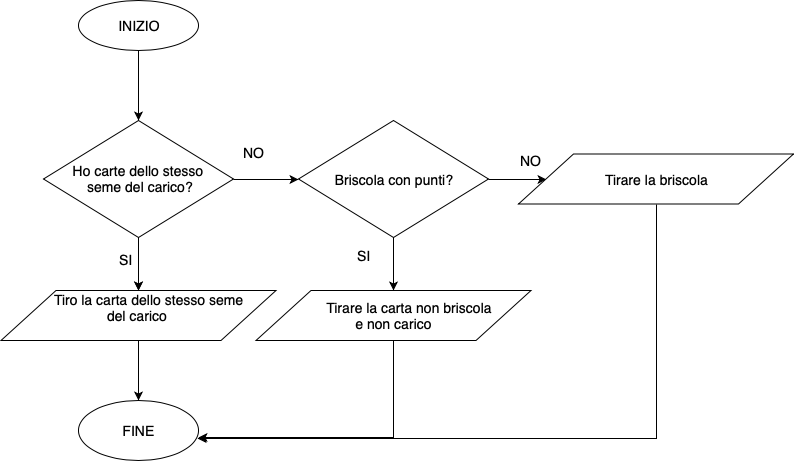 INIZIO
Ho carte dello stesso
seme del carico?
NO
Briscola con punti?
NO
Tirare la briscola
SI
SI
Tiro la carta dello stesso seme
del carico
Tirare la carta non briscola
e non carico
FINE